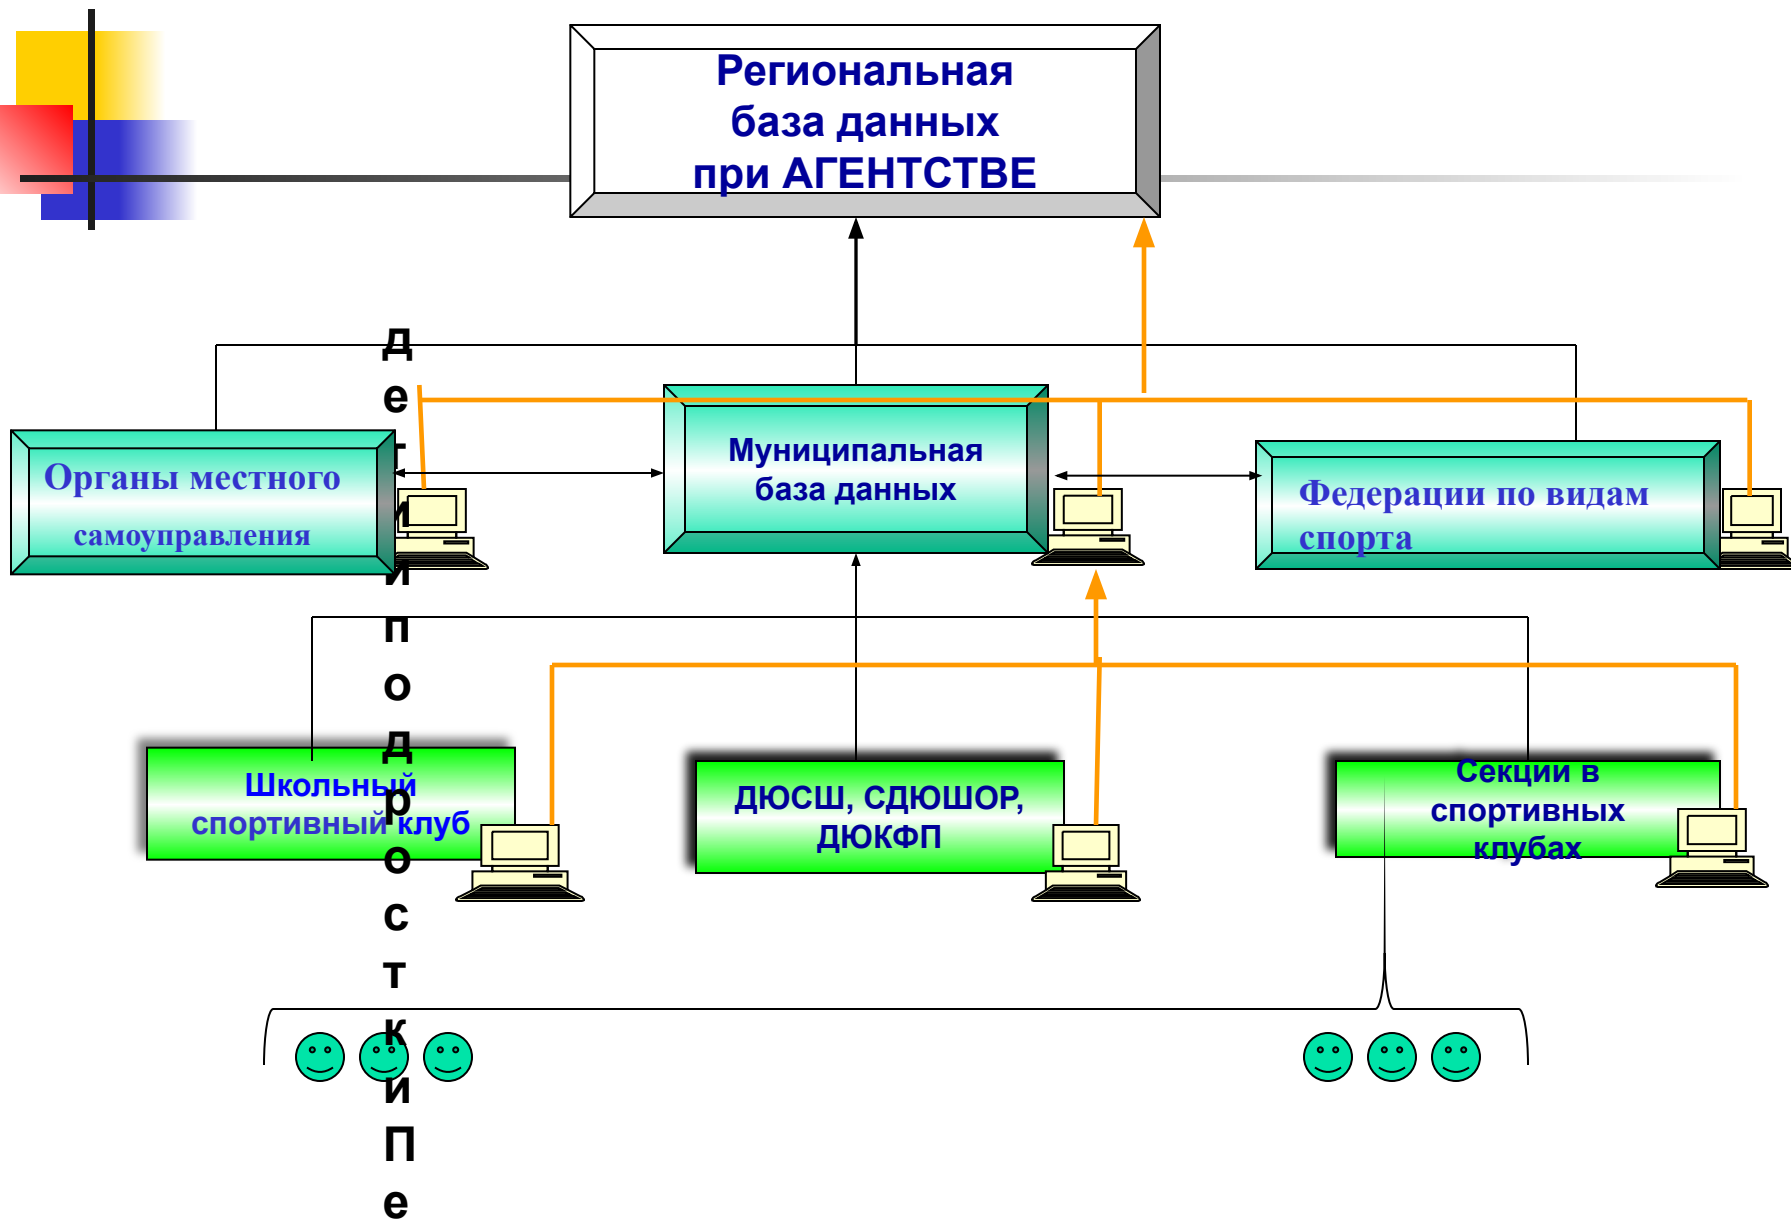 Региональная
база данных
при АГЕНТСТВЕ
Органы местного
самоуправления
Муниципальная
база данных
Федерации по видам
спорта
Школьный
спортивный клуб
ДЮСШ, СДЮШОР,
ДЮКФП
Секции в
спортивных
клубах
д
е
т
и
и
п
о
д
р
о
с
т
к
и
П
е